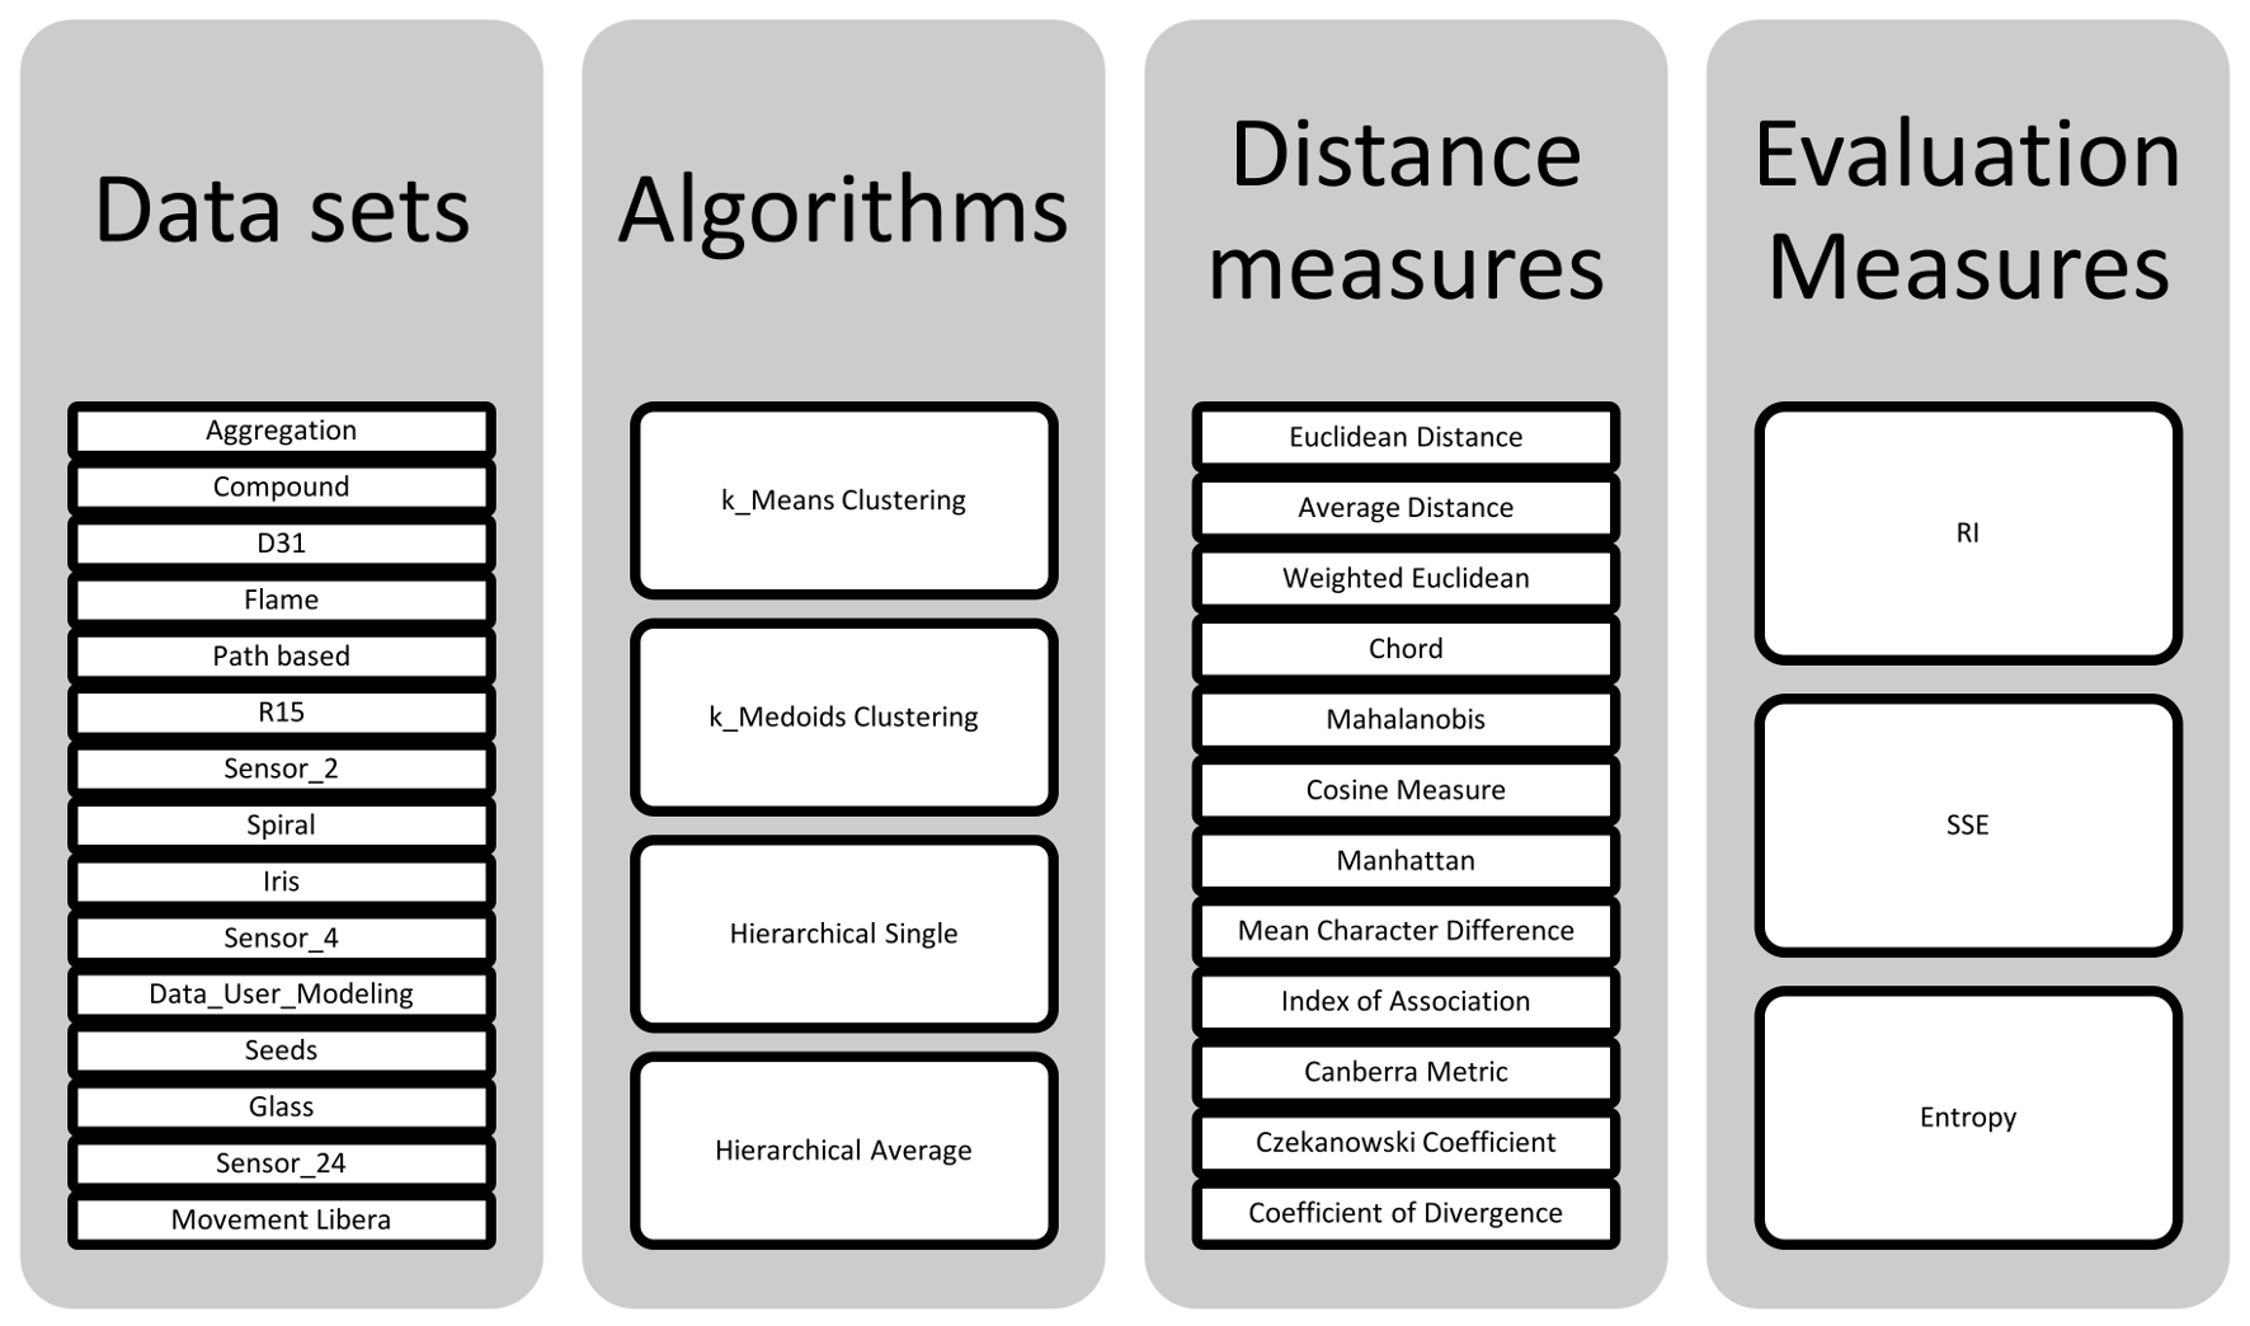 Data sets
Aggregation
Compound
D31
Flame
Path based
R15
Sensor_2
Spiral
Iris
Sensor_4
Data_User_Modeling
Seeds
Glass
Sensor_24
Movement Libera
Algorithms
k_Means Clustering
k_Medoids Clustering
Hierarchical Single
Hierarchical Average
Distance
measures
Euclidean Distance
Average Distance
Weighted Euclidean
Chord
Mahalanobis
Cosine Measure
Manhattan
Mean Character Difference
Index of Association
Canberra Metric
Czekanowski Coefficient
Coefficient of Divergence
Evaluation
Measures
RI
SSE
Entropy